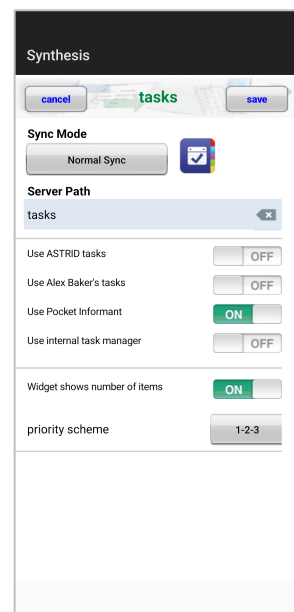 Synthesis
cancel tasks save
Sync Mode
Normal Sync
Server Path
tasks
Use ASTRID tasks OFF
Use Alex Baker's tasks OFF
Use Pocket Informant ON
Use internal task manager OFF
Widget shows number of items ON
priority scheme 1-2-3